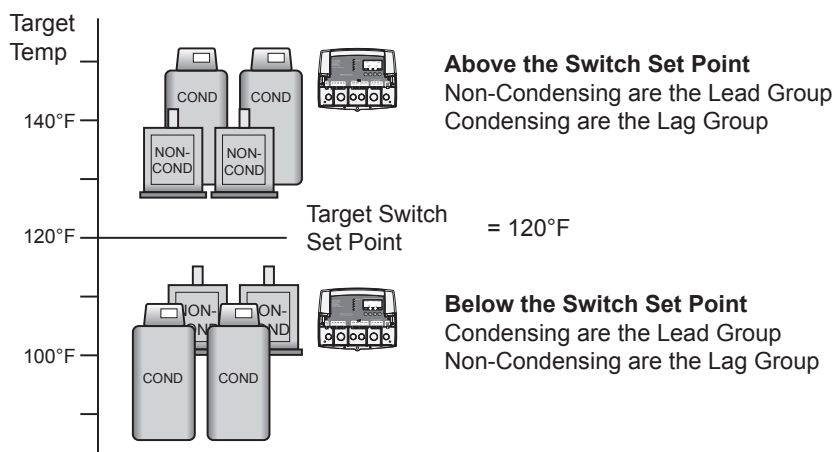 Target
Temp
Above the Switch Set Point
Non-Condensing are the Lead Group
Condensing are the Lag Group
COND
COND
140°F
NON-
COND
NON-
COND
120°F
Target Switch
Set Point
= 120°F
Below the Switch Set Point
Condensing are the Lead Group
Non-Condensing are the Lag Group
100°F
COND
COND